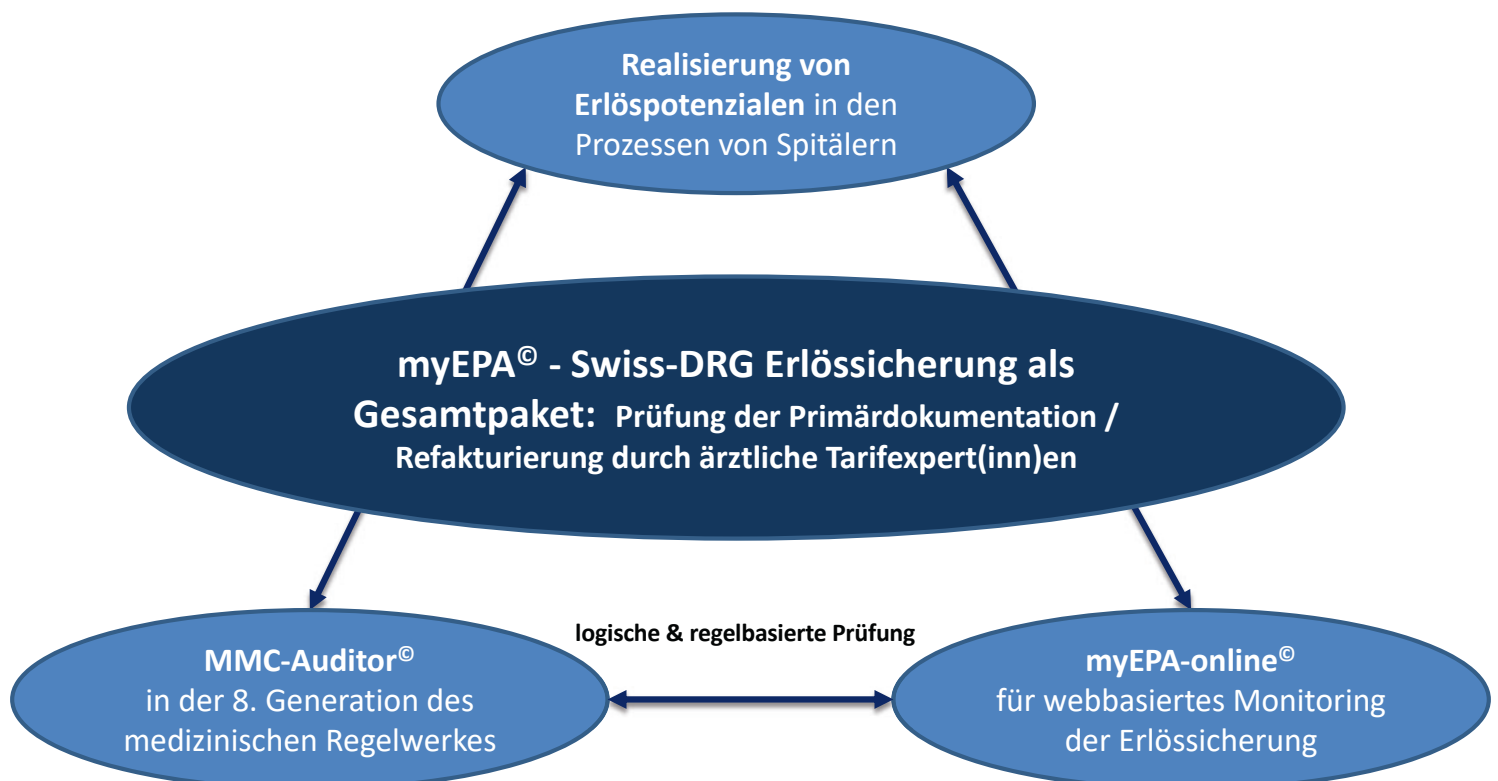 Realisierung von
Erlöspotenzialen in den
Prozessen von Spitälern
myEPA© - Swiss-DRG Erlössicherung als
Gesamtpaket: Prüfung der Primärdokumentation /
Refakturierung durch ärztliche Tarifexpert(inn)en
logische & regelbasierte Prüfung
MMC-Auditor©
in der 8. Generation des
medizinischen Regelwerkes
myEPA-online©
für webbasiertes Monitoring
der Erlössicherung